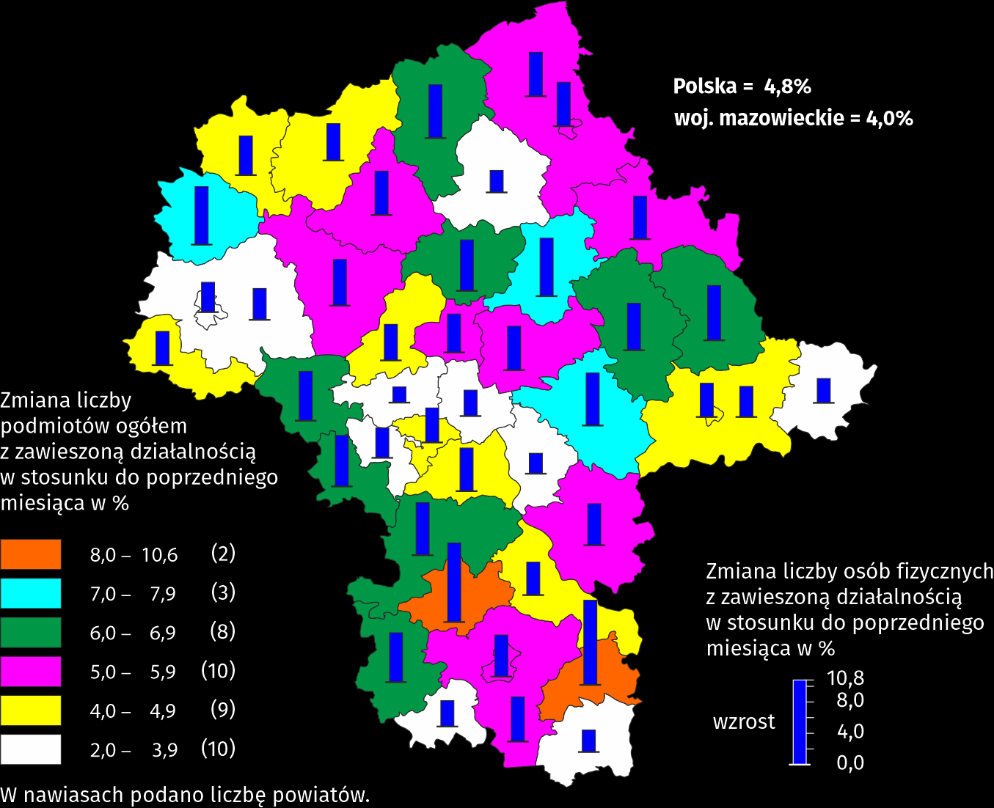 Polska = 4,8%
woj. mazowieckie = 4,0%
Zmiana liczby
podmiotów ogółem
z zawieszoną działalnością
w stosunku do poprzedniego
miesiąca w %
8,0 – 10,6 (2)
7,0 – 7,9 (3)
6,0 – 6,9 (8)
5,0 – 5,9 (10)
4,0 – 4,9 (9)
2,0 – 3,9 (10)
W nawiasach podano liczbę powiatów.
Zmiana liczby osób fizycznych
z zawieszoną działalnością
w stosunku do poprzedniego
miesiąca w %
wzrost
10,8
8,0
4,0
0,0